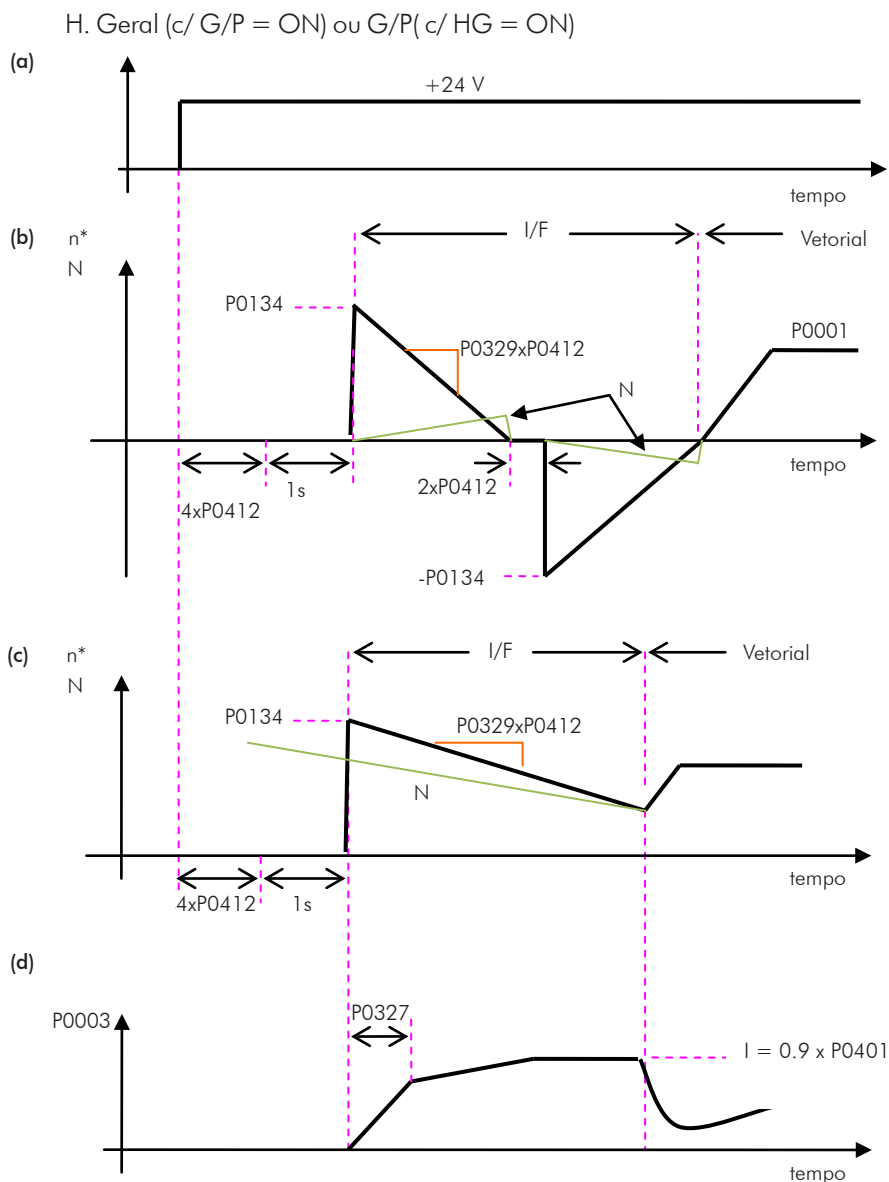 H. Geral (c/ G/P = ON) ou G/P( c/ HG = ON)
(a)
+24 V
tempo
(b)
n*
N
I/F
Vetorial
P0134
P0001
P0329xP0412
N
tempo
1s
2xP0412
4xP0412
-P0134
(c)
n*
N
I/F
Vetorial
P0134
P0329xP0412
N
tempo
4xP0412
1s
(d)
P0327
P0003
I = 0.9 x P0401
tempo